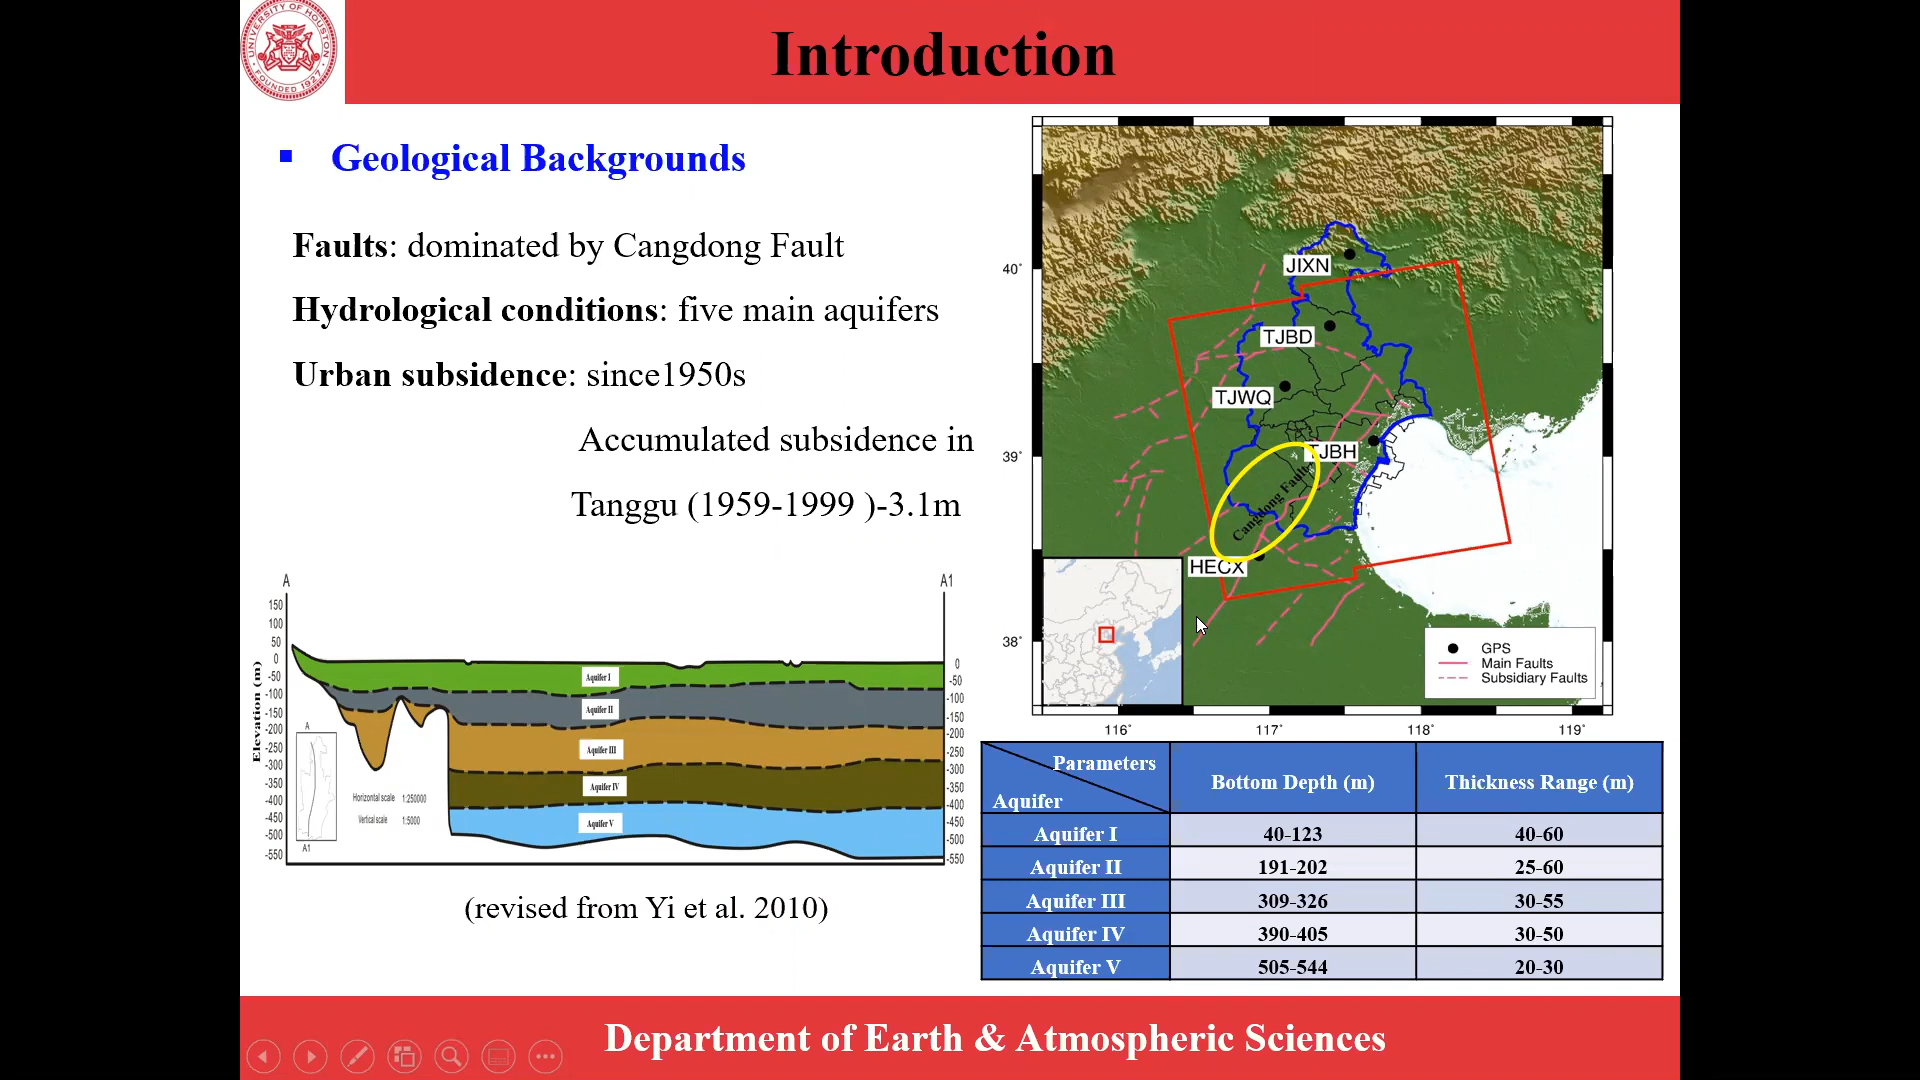 UNIVERSITY OF HOUSTON
FOUNDED 1927
Introduction
Geological Backgrounds
Faults: dominated by Cangdong Fault
Hydrological conditions: five main aquifers
Urban subsidence: since1950s
Accumulated subsidence in
Tanggu (1959-1999 )-3.1m
A
A1
150
100
50
0
-50
-100
-150
-200
-250
-300
-350
-400
-450
-500
-550
Elevation (m)
0
-50
-100
-150
-200
-250
-300
-350
-400
-450
-500
-550
Aquifer I
Aquifer II
Aquifer III
Aquifer IV
Aquifer V
A
A1
Horizontal scale 1:250000
Vertical scale 1:5000
(revised from Yi et al. 2010)
40°
39°
38°
116°
117°
118°
119°
JIXN
TJBD
TJWQ
TJBH
Cangdong Fault
HECX
GPS
Main Faults
Subsidiary Faults
Parameters
Aquifer
Bottom Depth (m)
Thickness Range (m)
Aquifer I 40-123 40-60
Aquifer II 191-202 25-60
Aquifer III 309-326 30-55
Aquifer IV 390-405 30-50
Aquifer V 505-544 20-30
Department of Earth & Atmospheric Sciences